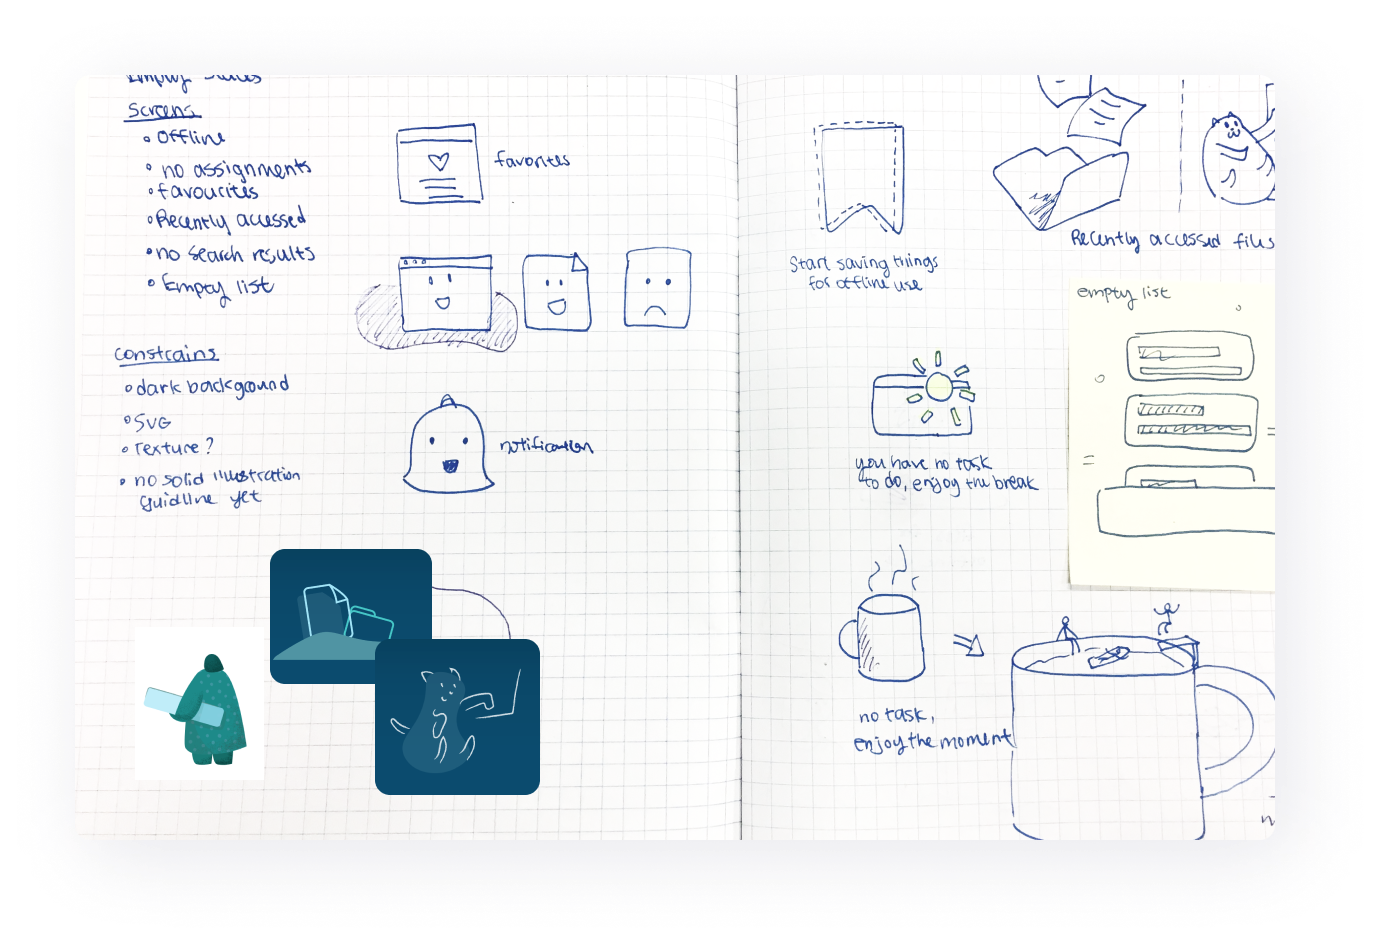 Empty States
Screens
Offline
no assignments
favourites
Recently accessed
no search results
Empty list
constrains
dark background
SVG
Texture?
no solid illustration
guidline yet
favorites
notification
Start saving things
for offline use
you have no task
to do, enjoy the break
no task,
enjoy the moment
Recently accessed files
empty list